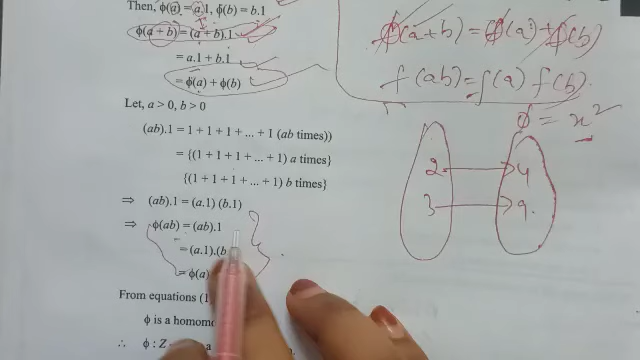 Then, ϕ(a) = a.1, ϕ(b) = b.1
ϕ(a + b) = (a + b).1
= a.1 + b.1
= ϕ(a) + ϕ(b)
Let, a > 0, b > 0
(ab).1 = 1 + 1 + 1 + ... + 1 (ab times))
= {(1 + 1 + 1 + ... + 1) a times}
{(1 + 1 + 1 + ... + 1) b times}
⇒ (ab).1 = (a.1) (b.1)
⇒ ϕ(ab) = (ab).1
= (a.1).(b
= ϕ(a)
From equations (1
ϕ is a homom
∴ ϕ : Z
ϕ(a+b) = ϕ(a) + ϕ(b)
f(ab) = f(a) f(b).
ϕ = x²
2 → 4
3 → 9.